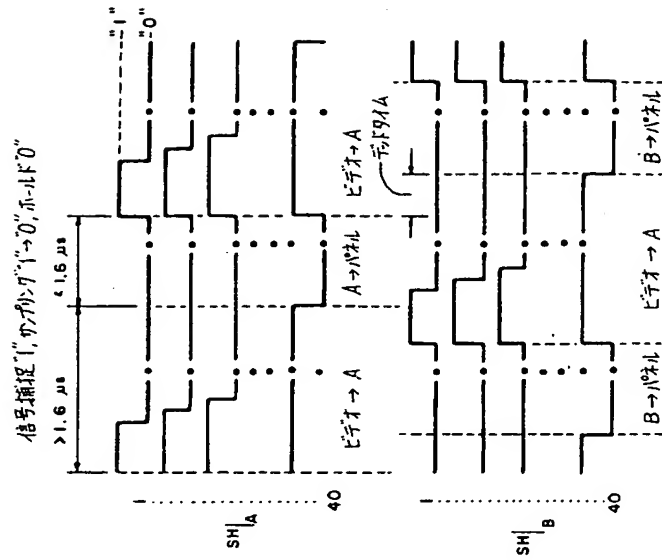 信号捕捉"1", サンプリング"1"→"0", ホールド"0"
>1.6 μs
<1.6 μs
"1"
"0"
SH A
1
40
ビデオ→A
A→パネル
ビデオ→A
デッドタイム
SH B
1
40
B→パネル
ビデオ→A
B→パネル